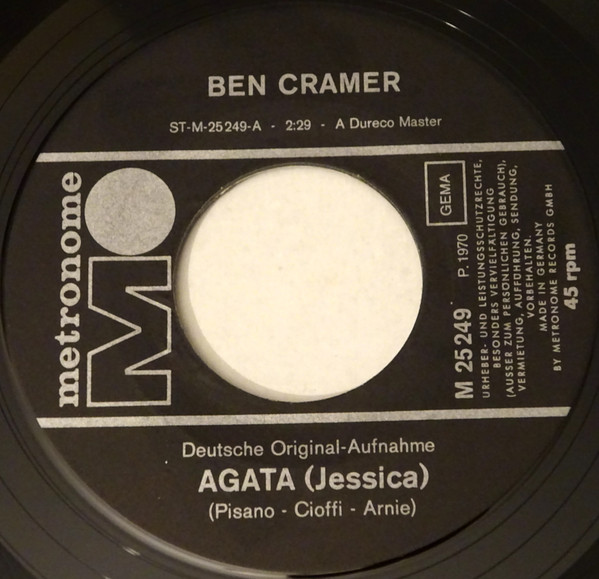 BEN CRAMER
ST-M-25249-A - 2:29 - A Dureco Master
metronome
GEMA
M 25 249
P. 1970
URHEBER- UND LEISTUNGSSCHUTZRECHTE,
BESONDERS VERVIELFÄLTIGUNG
(AUSSER ZUM PERSÖNLICHEN GEBRAUCH),
VERMIETUNG, AUFFÜHRUNG, SENDUNG,
VORBEHALTEN.
MADE IN GERMANY
BY METRONOME RECORDS GMBH
45 rpm
Deutsche Original-Aufnahme
AGATA (Jessica)
(Pisano - Cioffi - Arnie)